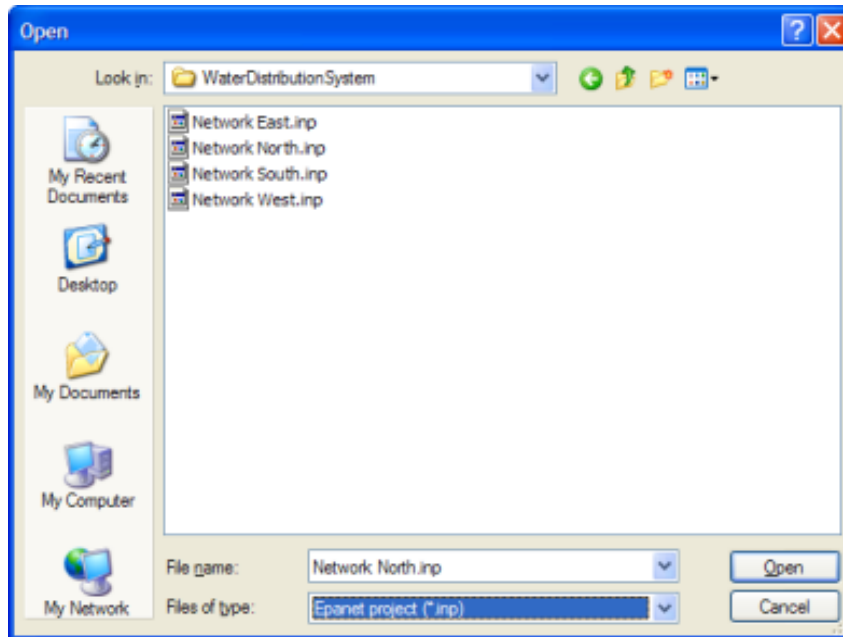 Open
Look in: WaterDistributionSystem
My Recent
Documents
Desktop
My Documents
My Computer
My Network
Network East.inp
Network North.inp
Network South.inp
Network West.inp
File name: Network North.inp Open
Files of type: Epanet project (*.inp) Cancel